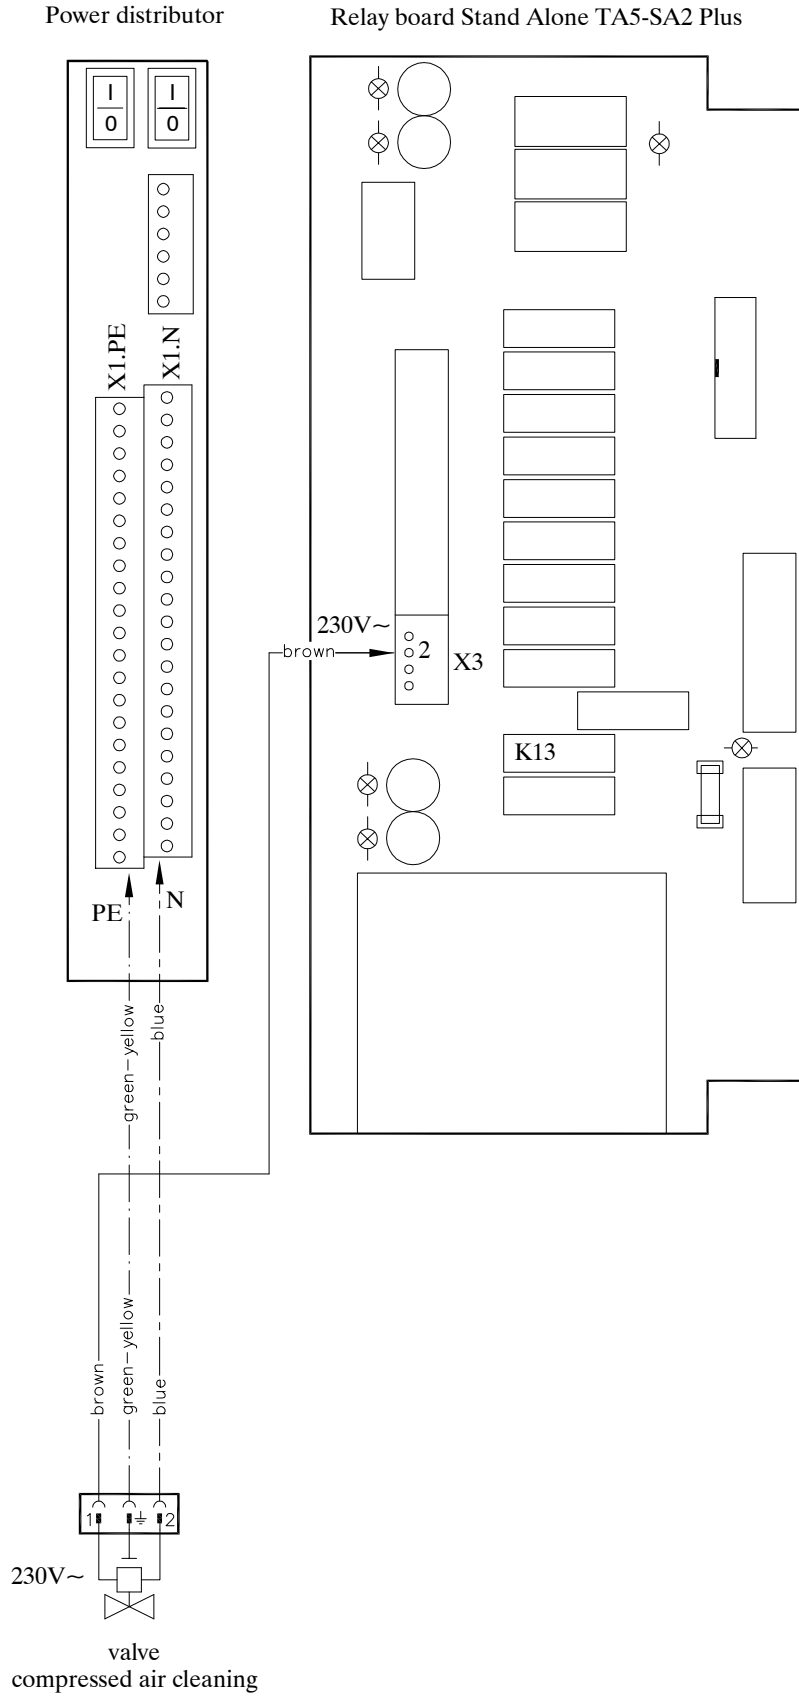 Power distributor
Relay board Stand Alone TA5-SA2 Plus
I
0
I
0
X1.PE
X1.N
230V~
brown
2
X3
K13
PE
N
green-yellow
blue
brown
green-yellow
blue
1
2
230V~
valve
compressed air cleaning